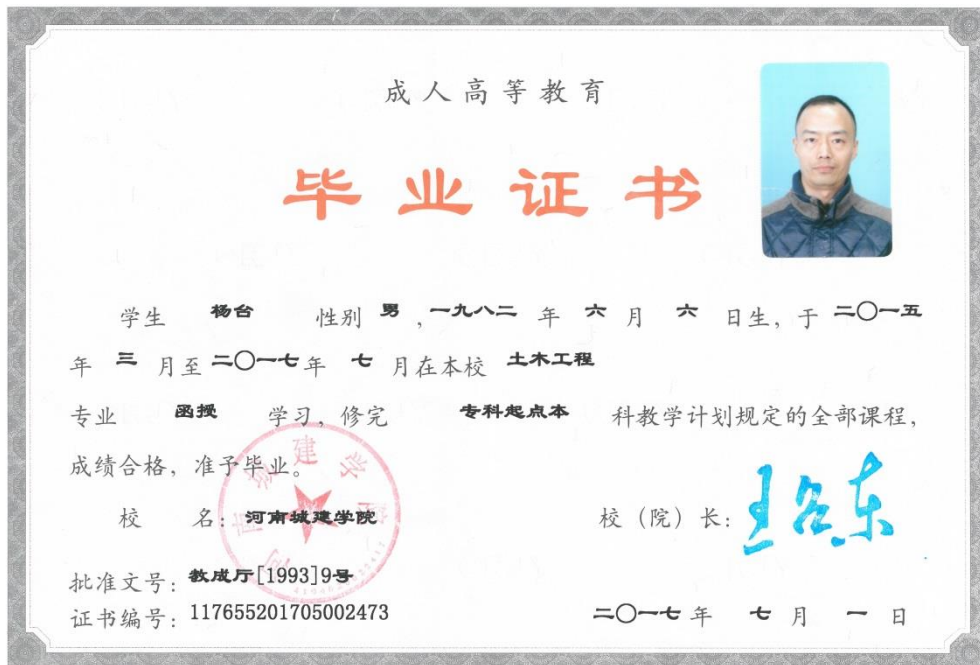 成人高等教育
毕业证书
学生 杨台 性别 男 ,一九八二 年 六 月 六 日生, 于 二〇一五
年 三 月至 二〇一七 年 七 月在本校 土木工程
专业 函授 学习, 修完 专科起点本 科教学计划规定的全部课程,
成绩合格, 准予毕业。
校 名: 河南城建学院 校 (院) 长:
河南城建学院
批准文号: 教成厅[1993]9号
证书编号: 117655201705002473 二〇一七 年 七 月 一 日